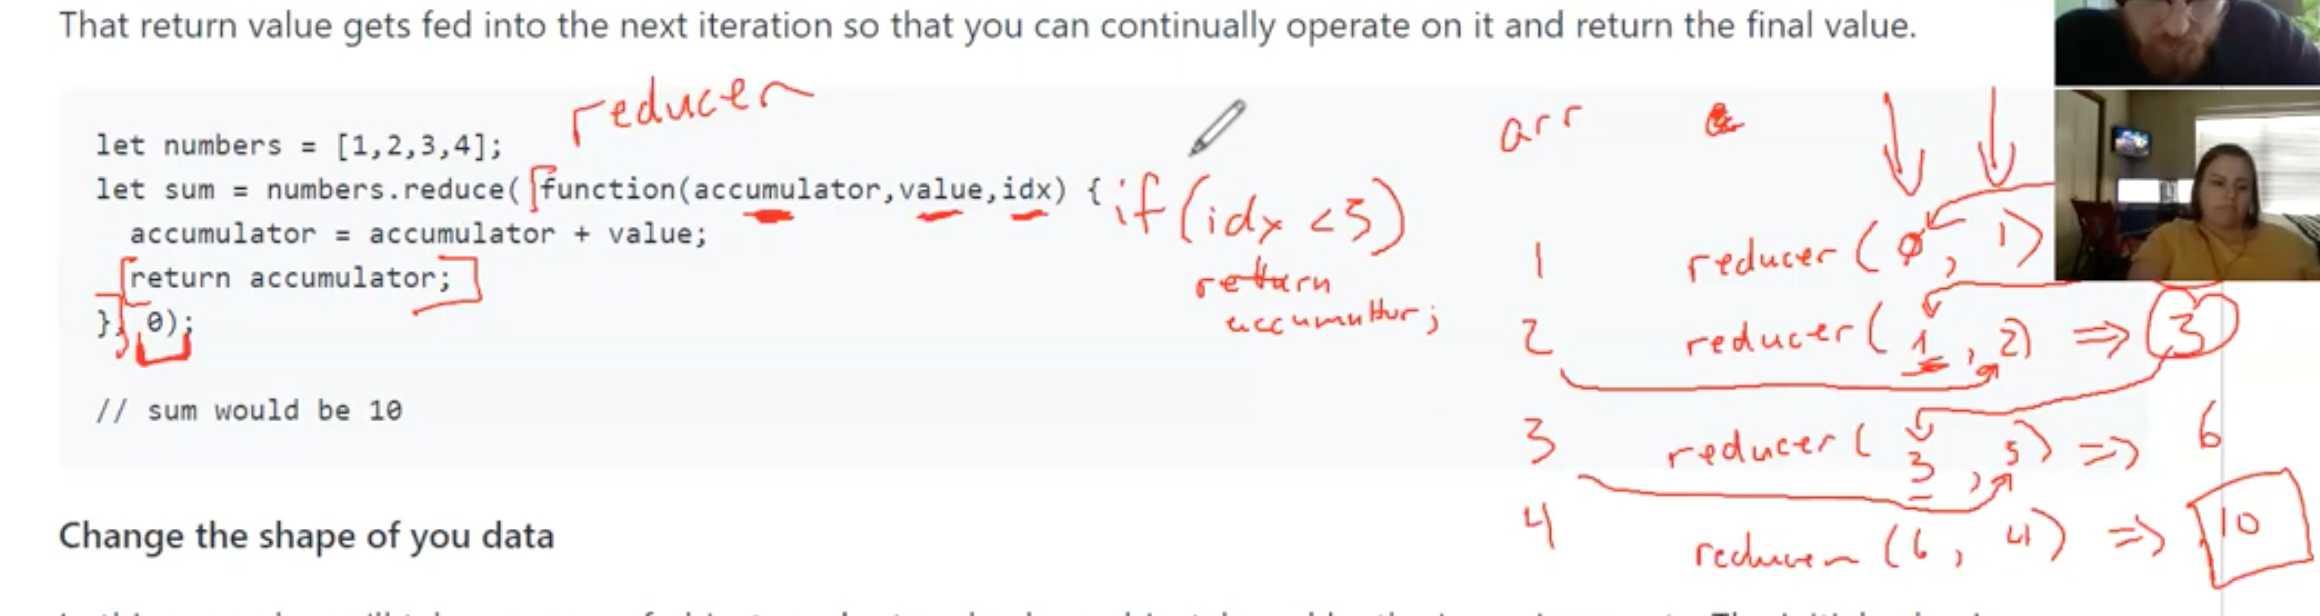 That return value gets fed into the next iteration so that you can continually operate on it and return the final value.
reducer
let numbers = [1,2,3,4];
let sum = numbers.reduce( function(accumulator,value,idx) {
accumulator = accumulator + value;
return accumulator;
}, 0);
// sum would be 10
if (idx < 3)
return
arr
1 reducer ( 0, 1)
2 reducer ( 1, 2) => 3
3 reducer ( 3, 3) => 6
4 reducer (6, 4) => 10
Change the shape of you data